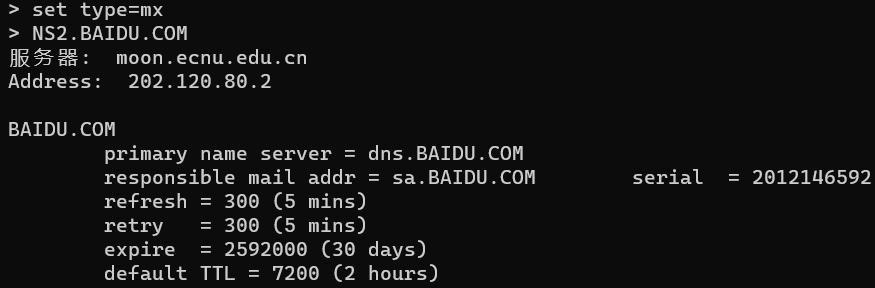 > set type=mx
> NS2.BAIDU.COM
服务器:  moon.ecnu.edu.cn
Address:  202.120.80.2

BAIDU.COM
        primary name server = dns.BAIDU.COM
        responsible mail addr = sa.BAIDU.COM        serial  = 2012146592
        refresh = 300 (5 mins)
        retry   = 300 (5 mins)
        expire  = 2592000 (30 days)
        default TTL = 7200 (2 hours)